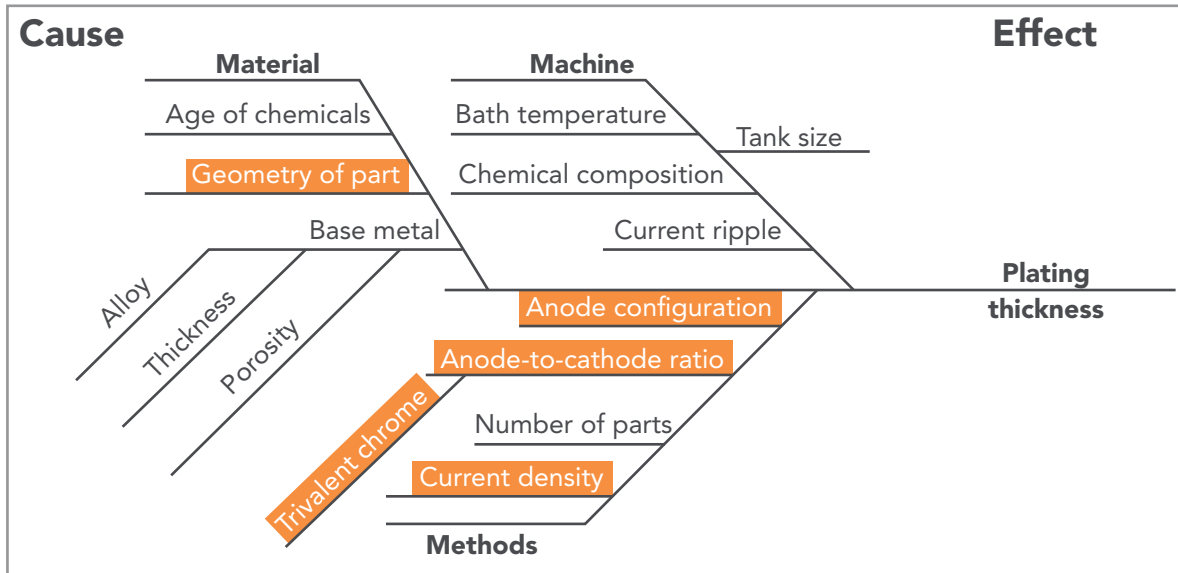 Cause
Effect
Material
Machine
Age of chemicals
Bath temperature
Tank size
Geometry of part
Chemical composition
Base metal
Current ripple
Alloy
Thickness
Porosity
Plating
thickness
Anode configuration
Anode-to-cathode ratio
Trivalent chrome
Number of parts
Current density
Methods